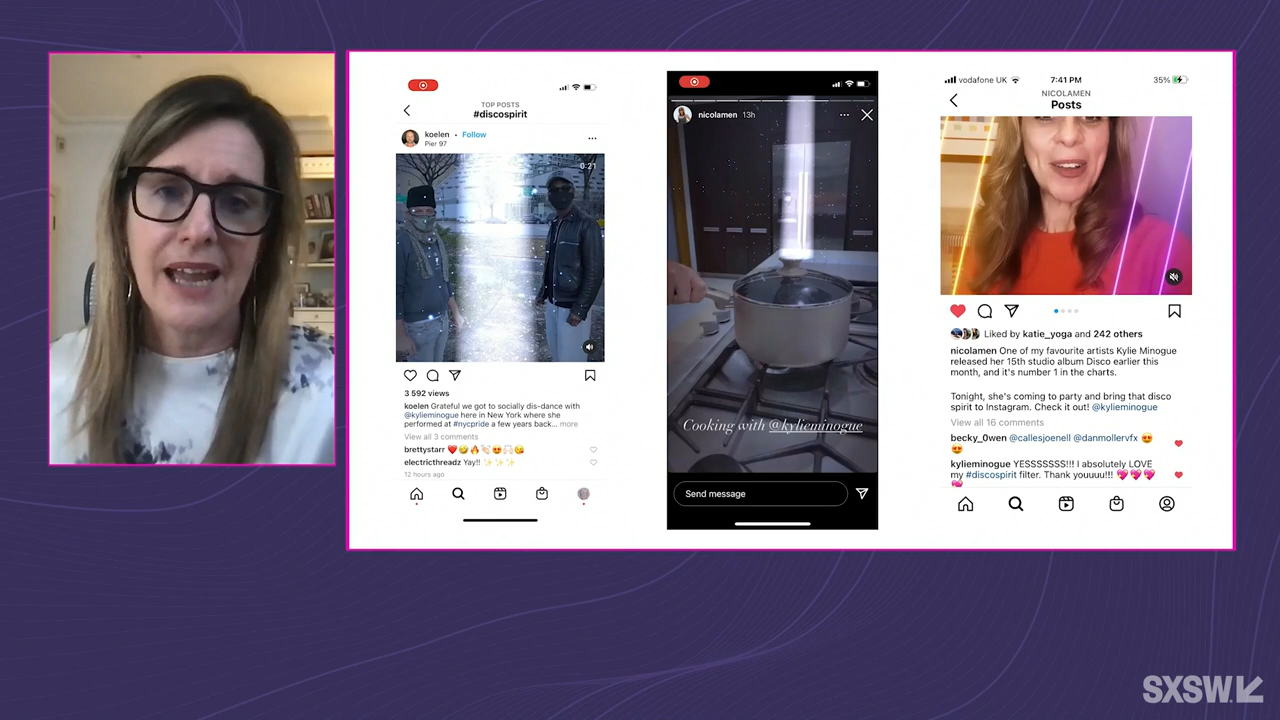 TOP POSTS
#discospirit
koelen • Follow
Pier 97
0:21
3 592 views
koelen Grateful we got to socially dis-dance with
@kylieminogue here in New York where she
performed at #nycpride a few years back... more
View all 3 comments
brettystarr ❤️🤣🔥👏🏻😍🥂😘
electricthreadz Yay!! ✨✨✨
12 hours ago
nicolamen 13h
Cooking with @kylieminogue
Send message
vodafone UK 7:41 PM 35%
NICOLAMEN
Posts
Liked by katie_yoga and 242 others
nicolamen One of my favourite artists Kylie Minogue
released her 15th studio album Disco earlier this
month, and it's number 1 in the charts.
Tonight, she's coming to party and bring that disco
spirit to Instagram. Check it out! @kylieminogue
View all 16 comments
becky_0wen @callesjoenell @danmollervfx 😍
😍
kylieminogue YESSSSSSS!!! I absolutely LOVE
my #discospirit filter. Thank youuuu!!! 💖💖💖
💖
SXSW